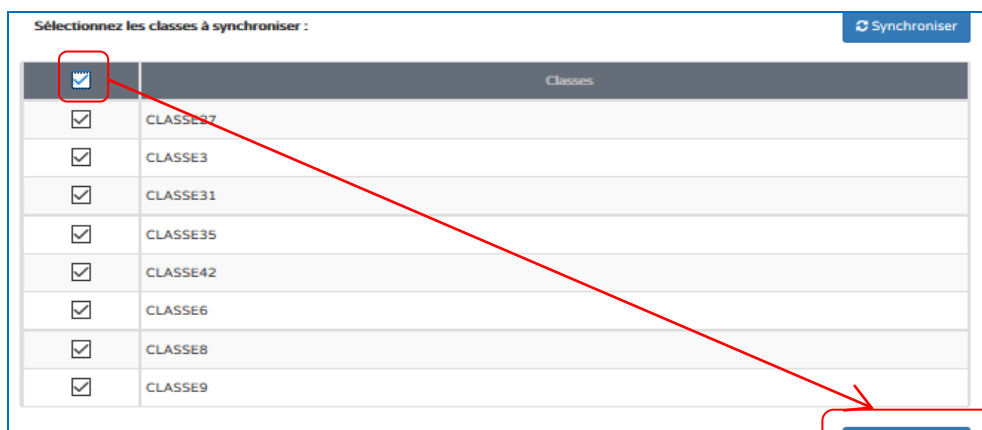 Sélectionnez les classes à synchroniser :
Synchroniser
Classes
CLASSE27
CLASSE3
CLASSE31
CLASSE35
CLASSE42
CLASSE6
CLASSE8
CLASSE9